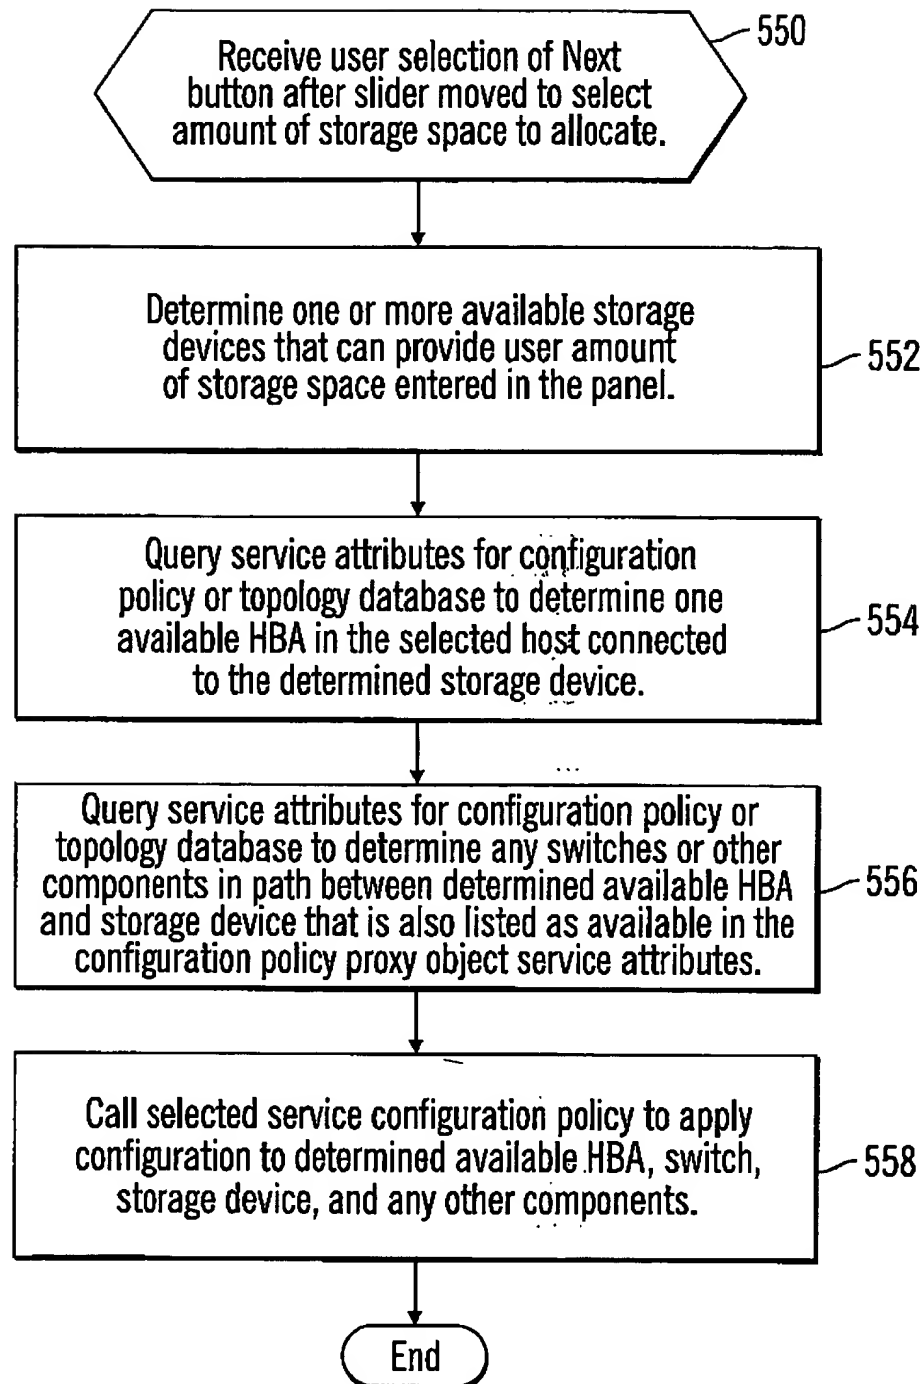 Receive user selection of Next
button after slider moved to select
amount of storage space to allocate.
550
Determine one or more available storage
devices that can provide user amount
of storage space entered in the panel.
552
Query service attributes for configuration
policy or topology database to determine one
available HBA in the selected host connected
to the determined storage device.
554
Query service attributes for configuration policy or
topology database to determine any switches or other
components in path between determined available HBA
and storage device that is also listed as available in the
configuration policy proxy object service attributes.
556
Call selected service configuration policy to apply
configuration to determined available HBA, switch,
storage device, and any other components.
558
End